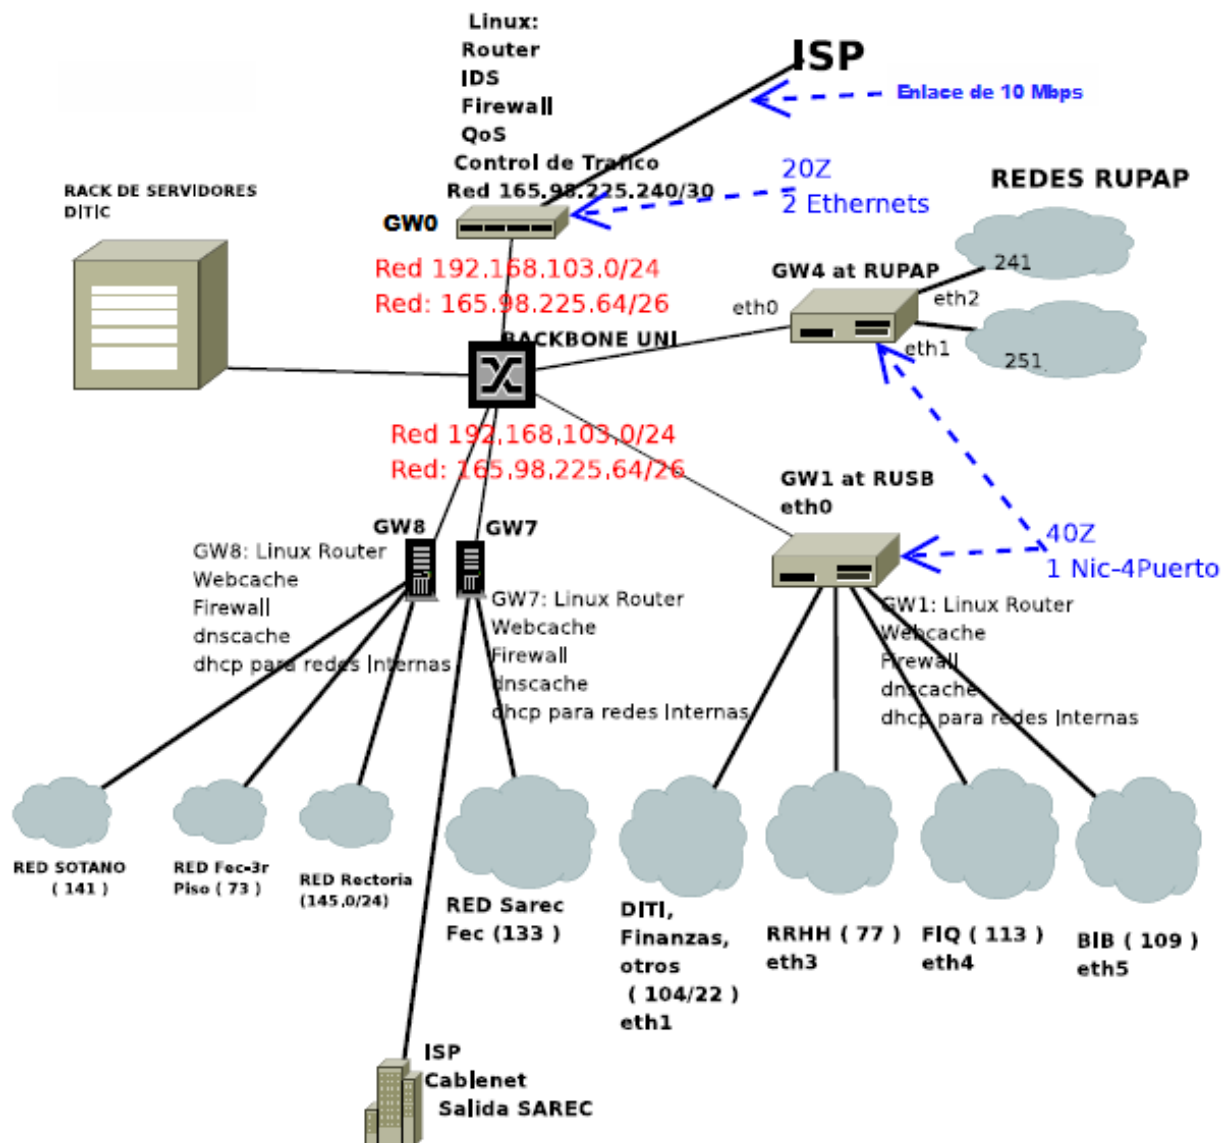 Linux:
Router
IDS
Firewall
QoS
Control de Trafico
Red 165.98.225.240/30
ISP
Enlace de 10 Mbps
20Z
2 Ethernets
RACK DE SERVIDORES
DITIC
GW0
Red 192.168.103.0/24
Red: 165.98.225.64/26
BACKBONE UNI
REDES RUPAP
GW4 at RUPAP
241
eth0
eth2
eth1
251
Red 192.168.103.0/24
Red: 165.98.225.64/26
GW1 at RUSB
eth0
40Z
1 Nic-4Puerto
GW8
GW7
GW8: Linux Router
Webcache
Firewall
dnscache
dhcp para redes Internas
GW7: Linux Router
Webcache
Firewall
dnscache
dhcp para redes Internas
GW1: Linux Router
Webcache
Firewall
dnscache
dhcp para redes Internas
RED SOTANO
( 141 )
RED Fec-3r
Piso ( 73 )
RED Rectoria
(145.0/24)
RED Sarec
Fec (133 )
DITI,
Finanzas,
otros
( 104/22 )
eth1
RRHH ( 77 )
eth3
FIQ ( 113 )
eth4
BIB ( 109 )
eth5
ISP
Cablenet
Salida SAREC